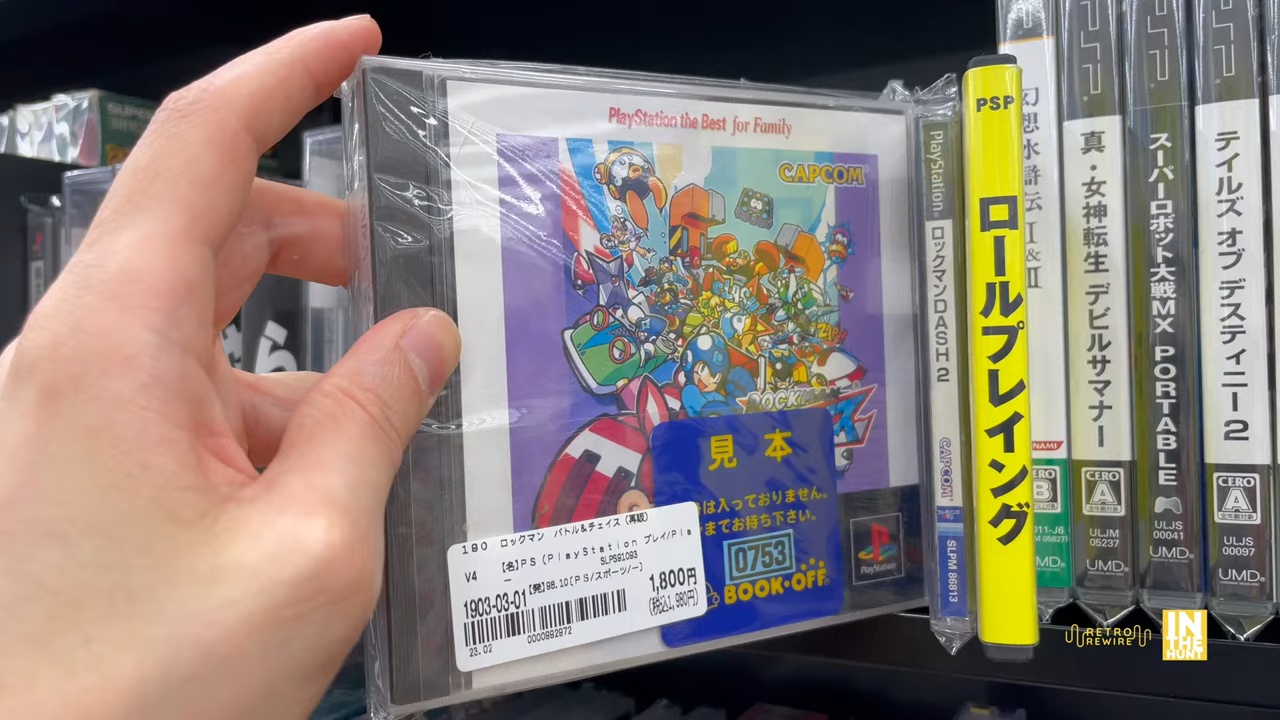 PlayStation the Best for Family
CAPCOM
ROCKMAN
見本
は入っておりません。
までお持ち下さい。
0753
BOOK・OFF
PlayStation
190 ロックマン バトル&チェイス (再販)
V4 【名】PS(PlayStation プレイ/Pla
SLPS91093
【発】98.10(PS/スポーツ/ー)
1903-03-01
1,800円
(税込1,980円)
0000992972
23.02
PlayStation
ロックマンDASH 2
CAPCOM
SLPM 86813
PSP
ロールプレイング
幻想水滸伝 I&II
真・女神転生 デビルサマナー
CERO
A
ULJM
05237
UMD
スーパーロボット大戦MX PORTABLE
ULJS
00041
UMD
テイルズ オブ デスティニー2
CERO
A
ULJS
00097
UMD
RETRO
REWIRE
IN
THE
HUNT